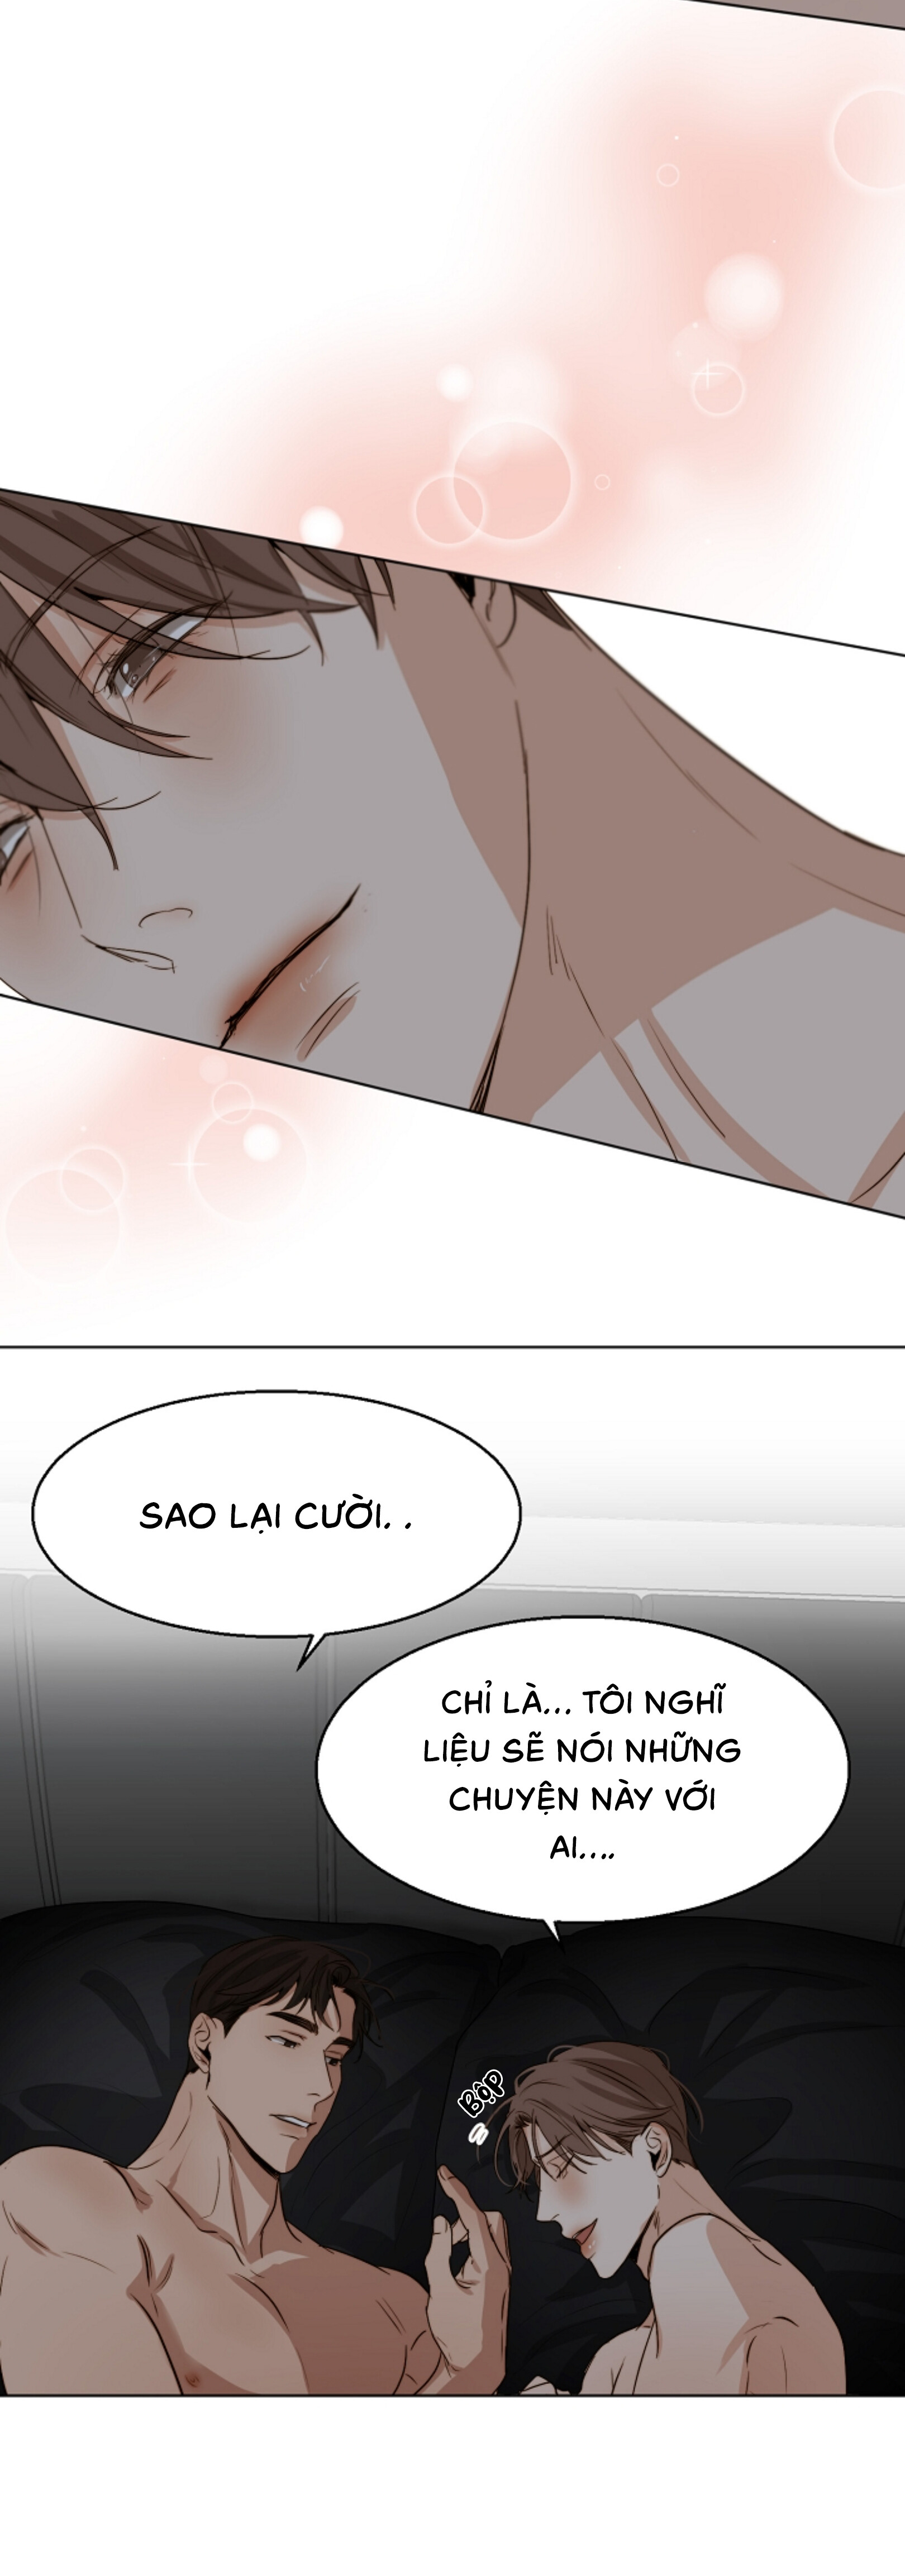 SAO LẠI CƯỜI. .
CHỈ LÀ... TÔI NGHĨ
LIỆU SẼ NÓI NHỮNG
CHUYỆN NÀY VỚI
AI....
BỘP